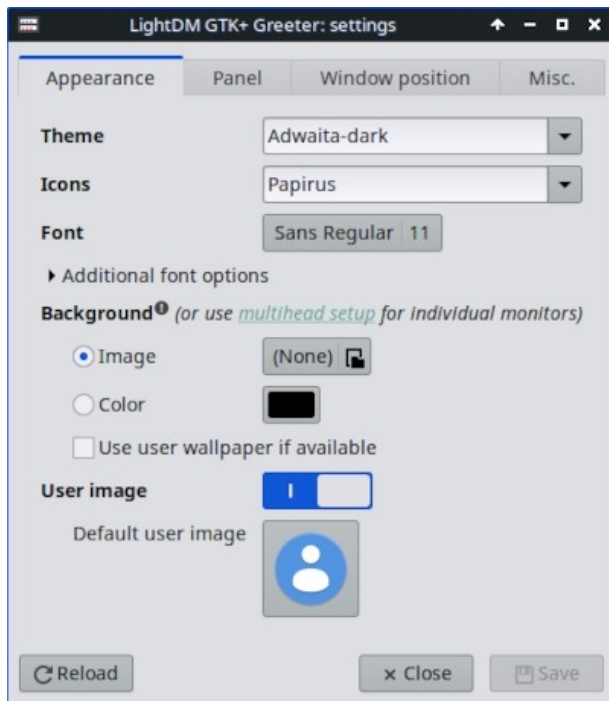 LightDM GTK+ Greeter: settings
Appearance Panel Window position Misc.
Theme Adwaita-dark
Icons Papirus
Font Sans Regular 11
Additional font options
Background (or use multihead setup for individual monitors)
Image (None)
Color
Use user wallpaper if available
User image
Default user image
Reload Close Save